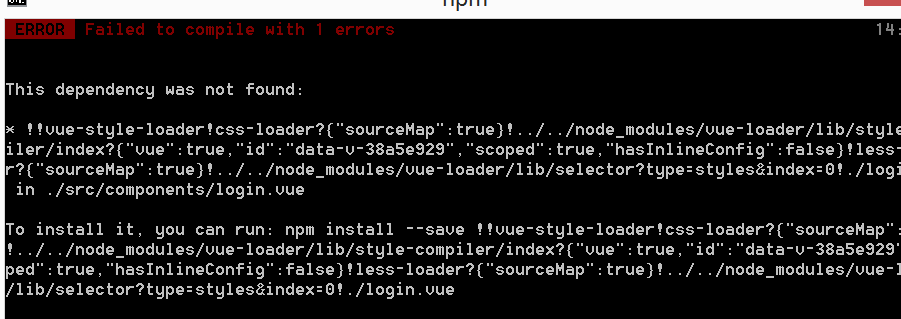 npm
ERROR Failed to compile with 1 errors 14:
This dependency was not found:
* !!vue-style-loader!css-loader?{"sourceMap":true}!../../node_modules/vue-loader/lib/style
iler/index?{"vue":true,"id":"data-v-38a5e929","scoped":true,"hasInlineConfig":false}!less-
r?{"sourceMap":true}!../../node_modules/vue-loader/lib/selector?type=styles&index=0!./logi
in ./src/components/login.vue
To install it, you can run: npm install --save !!vue-style-loader!css-loader?{"sourceMap":
!../../node_modules/vue-loader/lib/style-compiler/index?{"vue":true,"id":"data-v-38a5e929"
ped":true,"hasInlineConfig":false}!less-loader?{"sourceMap":true}!../../node_modules/vue-l
/lib/selector?type=styles&index=0!./login.vue